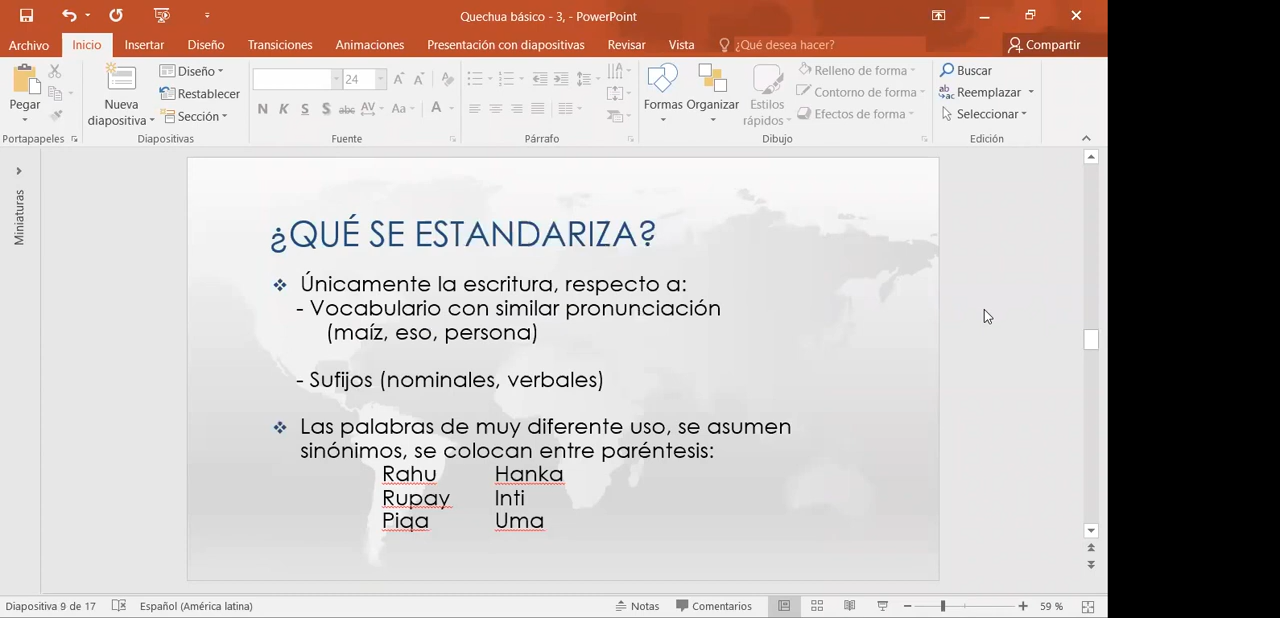 Quechua básico - 3, - PowerPoint
Archivo Inicio Insertar Diseño Transiciones Animaciones Presentación con diapositivas Revisar Vista ¿Qué desea hacer? Compartir
Pegar
Portapapeles
Nueva diapositiva
Diseño
Restablecer
Sección
Diapositivas
24
N K S S abc AV Aa A
Fuente
Párrafo
Formas Organizar Estilos rápidos
Relleno de forma
Contorno de forma
Efectos de forma
Dibujo
Buscar
Reemplazar
Seleccionar
Edición
Miniaturas
¿QUÉ SE ESTANDARIZA?
Únicamente la escritura, respecto a:
- Vocabulario con similar pronunciación
(maíz, eso, persona)
- Sufijos (nominales, verbales)
Las palabras de muy diferente uso, se asumen
sinónimos, se colocan entre paréntesis:
Rahu Hanka
Rupay Inti
Piqa Uma
Diapositiva 9 de 17 Español (América latina) Notas Comentarios 59 %